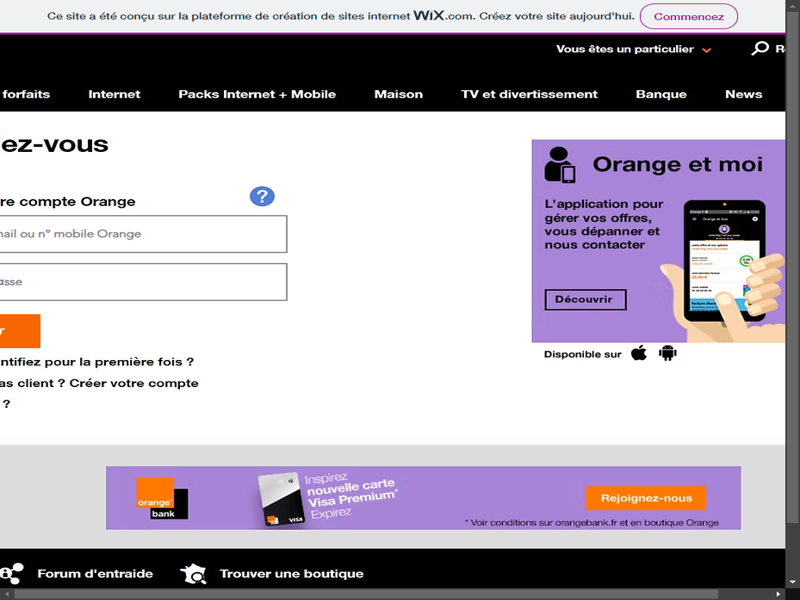 Ce site a été conçu sur la plateforme de création de sites internet WiX.com. Créez votre site aujourd'hui. Commencez
Vous êtes un particulier
forfaits Internet Packs Internet + Mobile Maison TV et divertissement Banque News
ez-vous
re compte Orange ?
nail ou n° mobile Orange
asse
r
ntifiez pour la première fois ?
as client ? Créer votre compte
?
Orange et moi
L'application pour
gérer vos offres,
vous dépanner et
nous contacter
Découvrir
Disponible sur
orange™
bank
Inspirez
nouvelle carte
Visa Premium*
Expirez
VISA
Rejoignez-nous
* Voir conditions sur orangebank.fr et en boutique Orange
Forum d'entraide Trouver une boutique